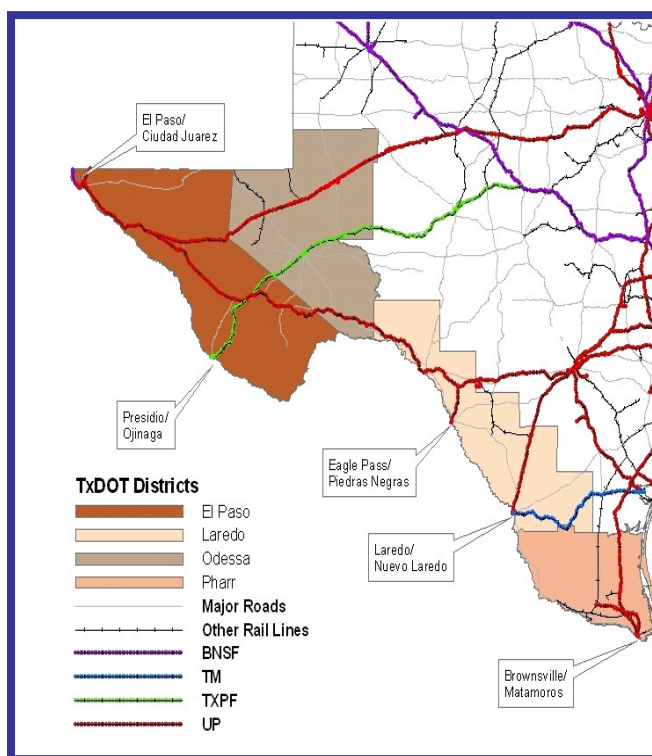 El Paso/
Ciudad Juarez
Presidio/
Ojinaga
Eagle Pass/
Piedras Negras
Laredo/
Nuevo Laredo
Brownsville/
Matamoros
TxDOT Districts
El Paso
Laredo
Odessa
Pharr
Major Roads
Other Rail Lines
BNSF
TM
TXPF
UP